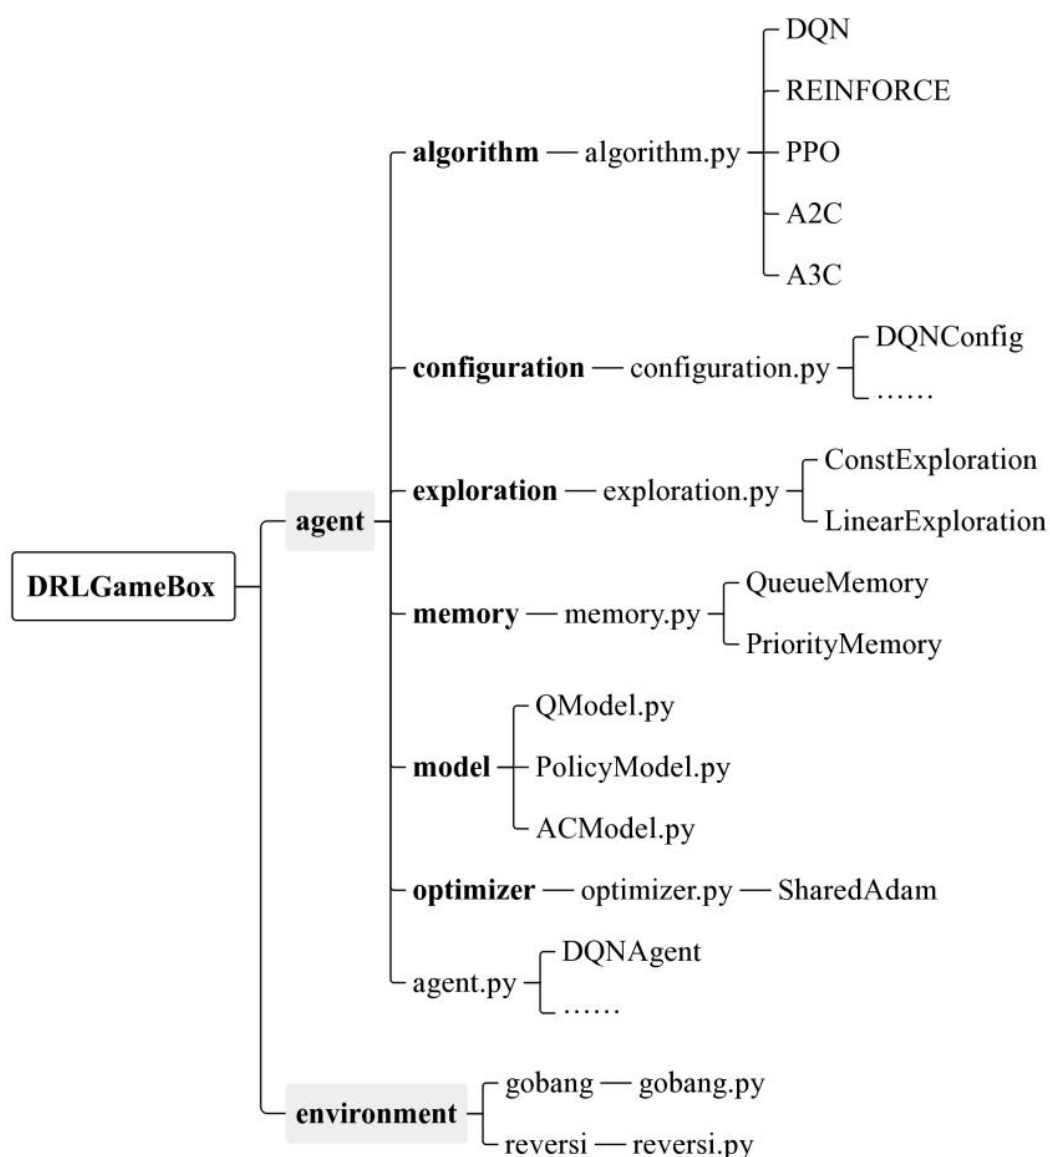 DQN
REINFORCE
algorithm algorithm.py PPO
A2C
A3C
DQNConfig
configuration configuration.py
……
ConstExploration
exploration exploration.py
LinearExploration
agent
DRLGameBox
QueueMemory
memory memory.py
PriorityMemory
QModel.py
model PolicyModel.py
ACModel.py
optimizer optimizer.py SharedAdam
DQNAgent
agent.py
……
gobang gobang.py
environment
reversi reversi.py